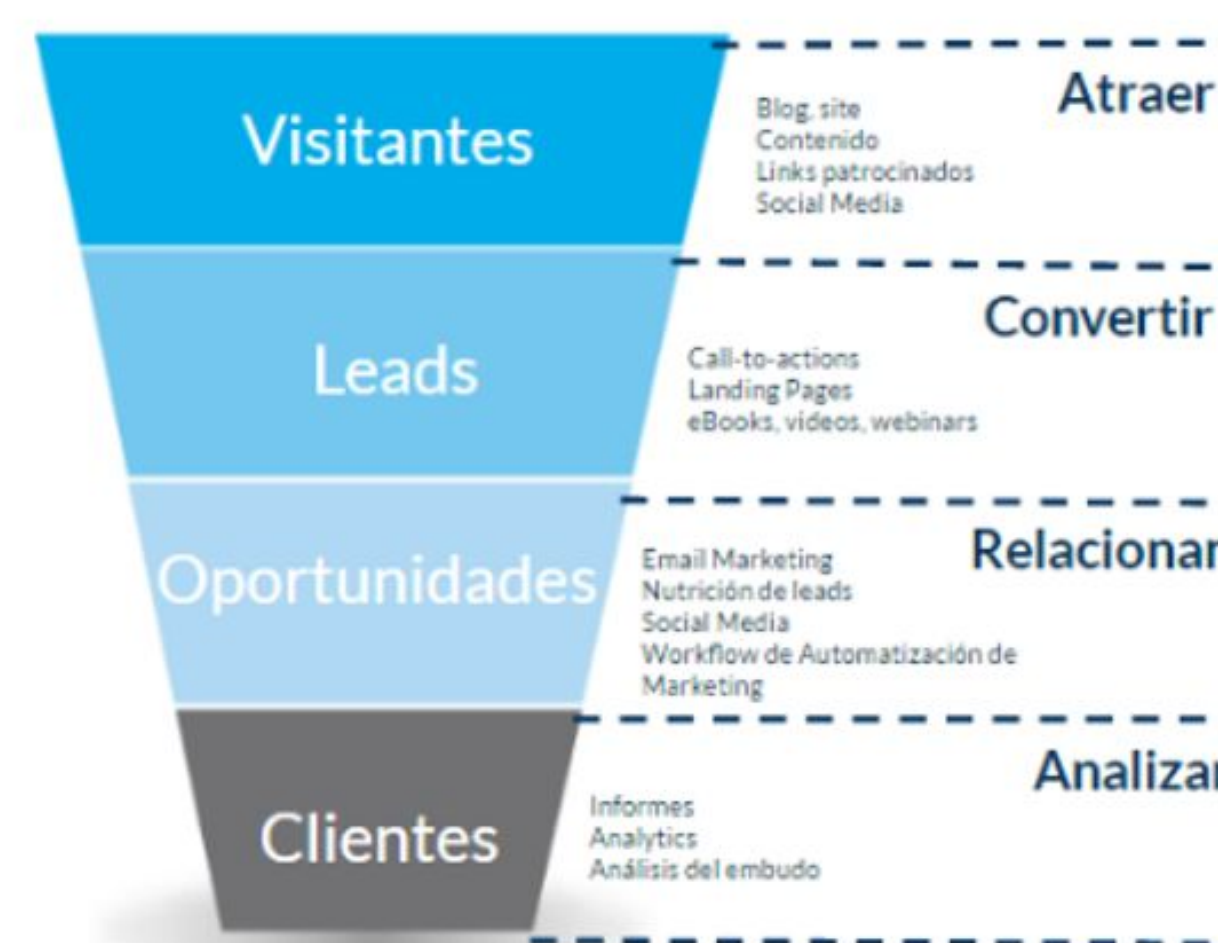 Visitantes
Atraer
Blog, site
Contenido
Links patrocinados
Social Media
Leads
Convertir
Call-to-actions
Landing Pages
eBooks, videos, webinars
Oportunidades
Relacionar
Email Marketing
Nutrición de leads
Social Media
Workflow de Automatización de
Marketing
Clientes
Analizar
Informes
Analytics
Análisis del embudo